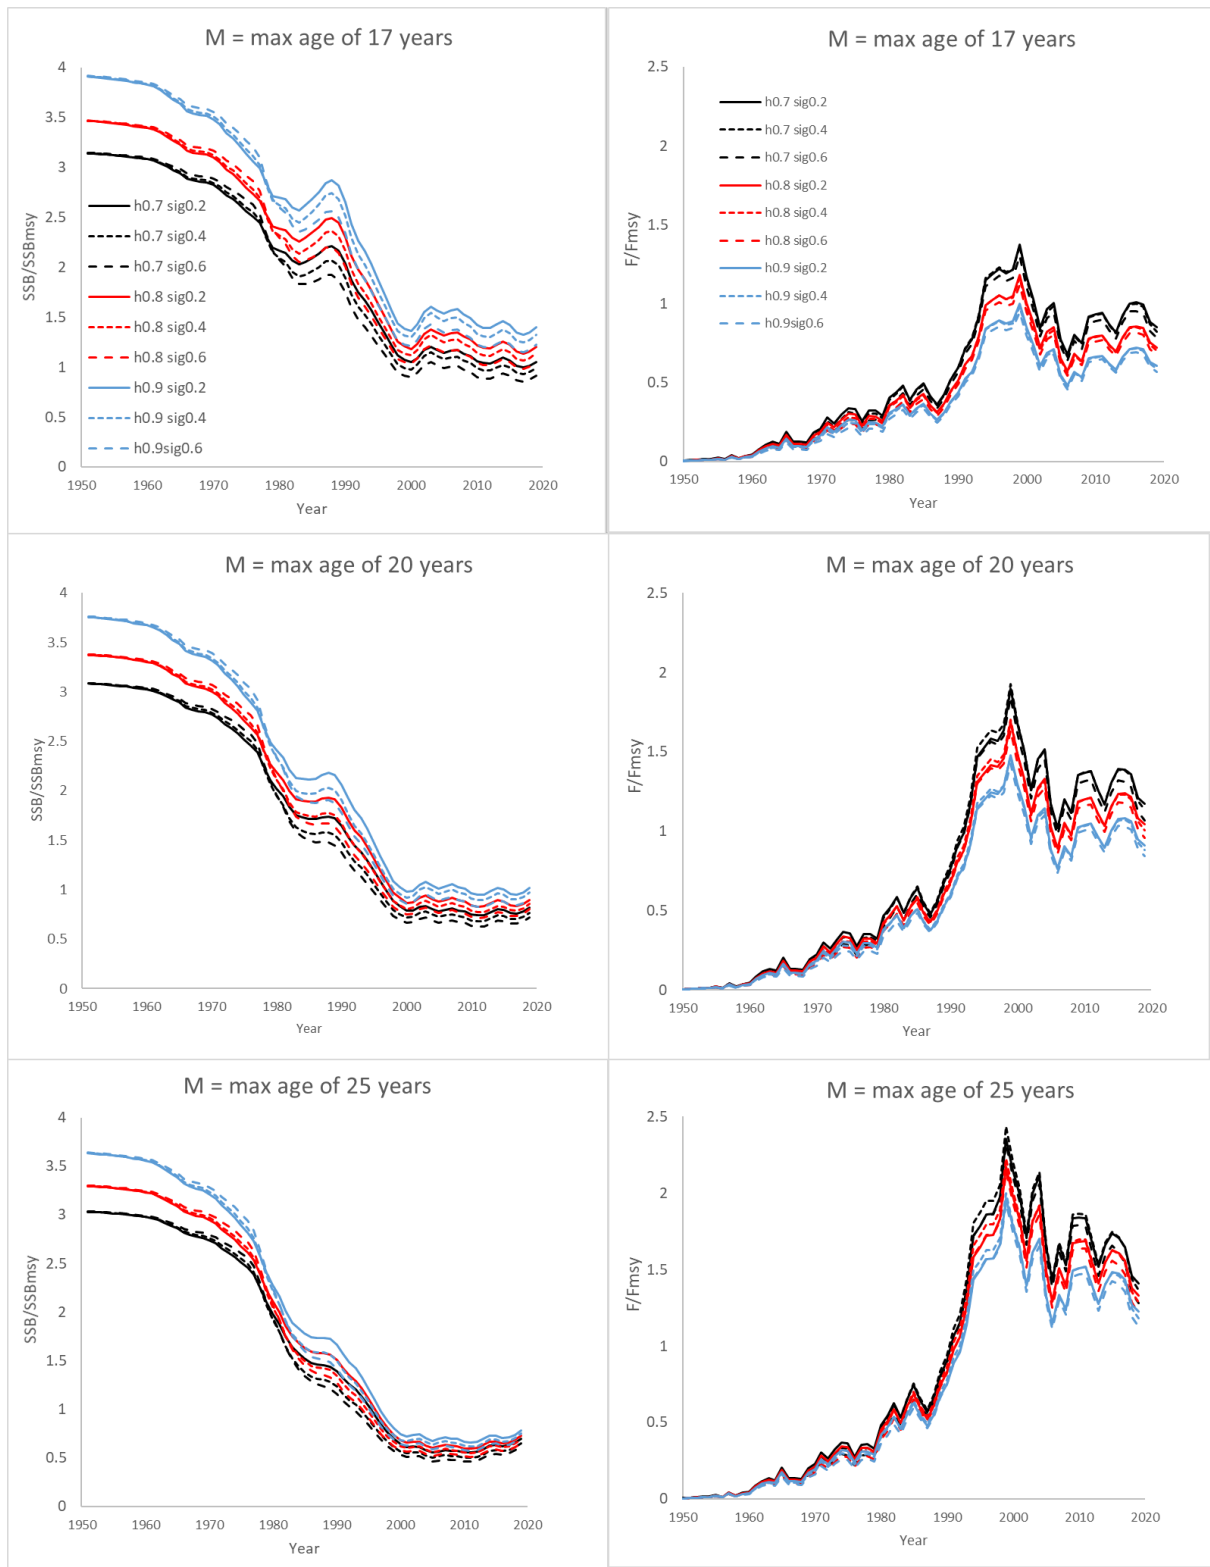 M = max age of 17 years
SSB/SSBmsy
4
3.5
3
2.5
2
1.5
1
0.5
0
h0.7 sig0.2
h0.7 sig0.4
h0.7 sig0.6
h0.8 sig0.2
h0.8 sig0.4
h0.8 sig0.6
h0.9 sig0.2
h0.9 sig0.4
h0.9sig0.6
1950 1960 1970 1980 1990 2000 2010 2020
Year
M = max age of 17 years
F/Fmsy
2.5
2
1.5
1
0.5
0
h0.7 sig0.2
h0.7 sig0.4
h0.7 sig0.6
h0.8 sig0.2
h0.8 sig0.4
h0.8 sig0.6
h0.9 sig0.2
h0.9 sig0.4
h0.9sig0.6
1950 1960 1970 1980 1990 2000 2010 2020
Year
M = max age of 20 years
SSB/SSBmsy
4
3.5
3
2.5
2
1.5
1
0.5
0
1950 1960 1970 1980 1990 2000 2010 2020
Year
M = max age of 20 years
F/Fmsy
2.5
2
1.5
1
0.5
0
1950 1960 1970 1980 1990 2000 2010 2020
Year
M = max age of 25 years
SSB/SSBmsy
4
3.5
3
2.5
2
1.5
1
0.5
0
1950 1960 1970 1980 1990 2000 2010 2020
Year
M = max age of 25 years
F/Fmsy
2.5
2
1.5
1
0.5
0
1950 1960 1970 1980 1990 2000 2010 2020
Year